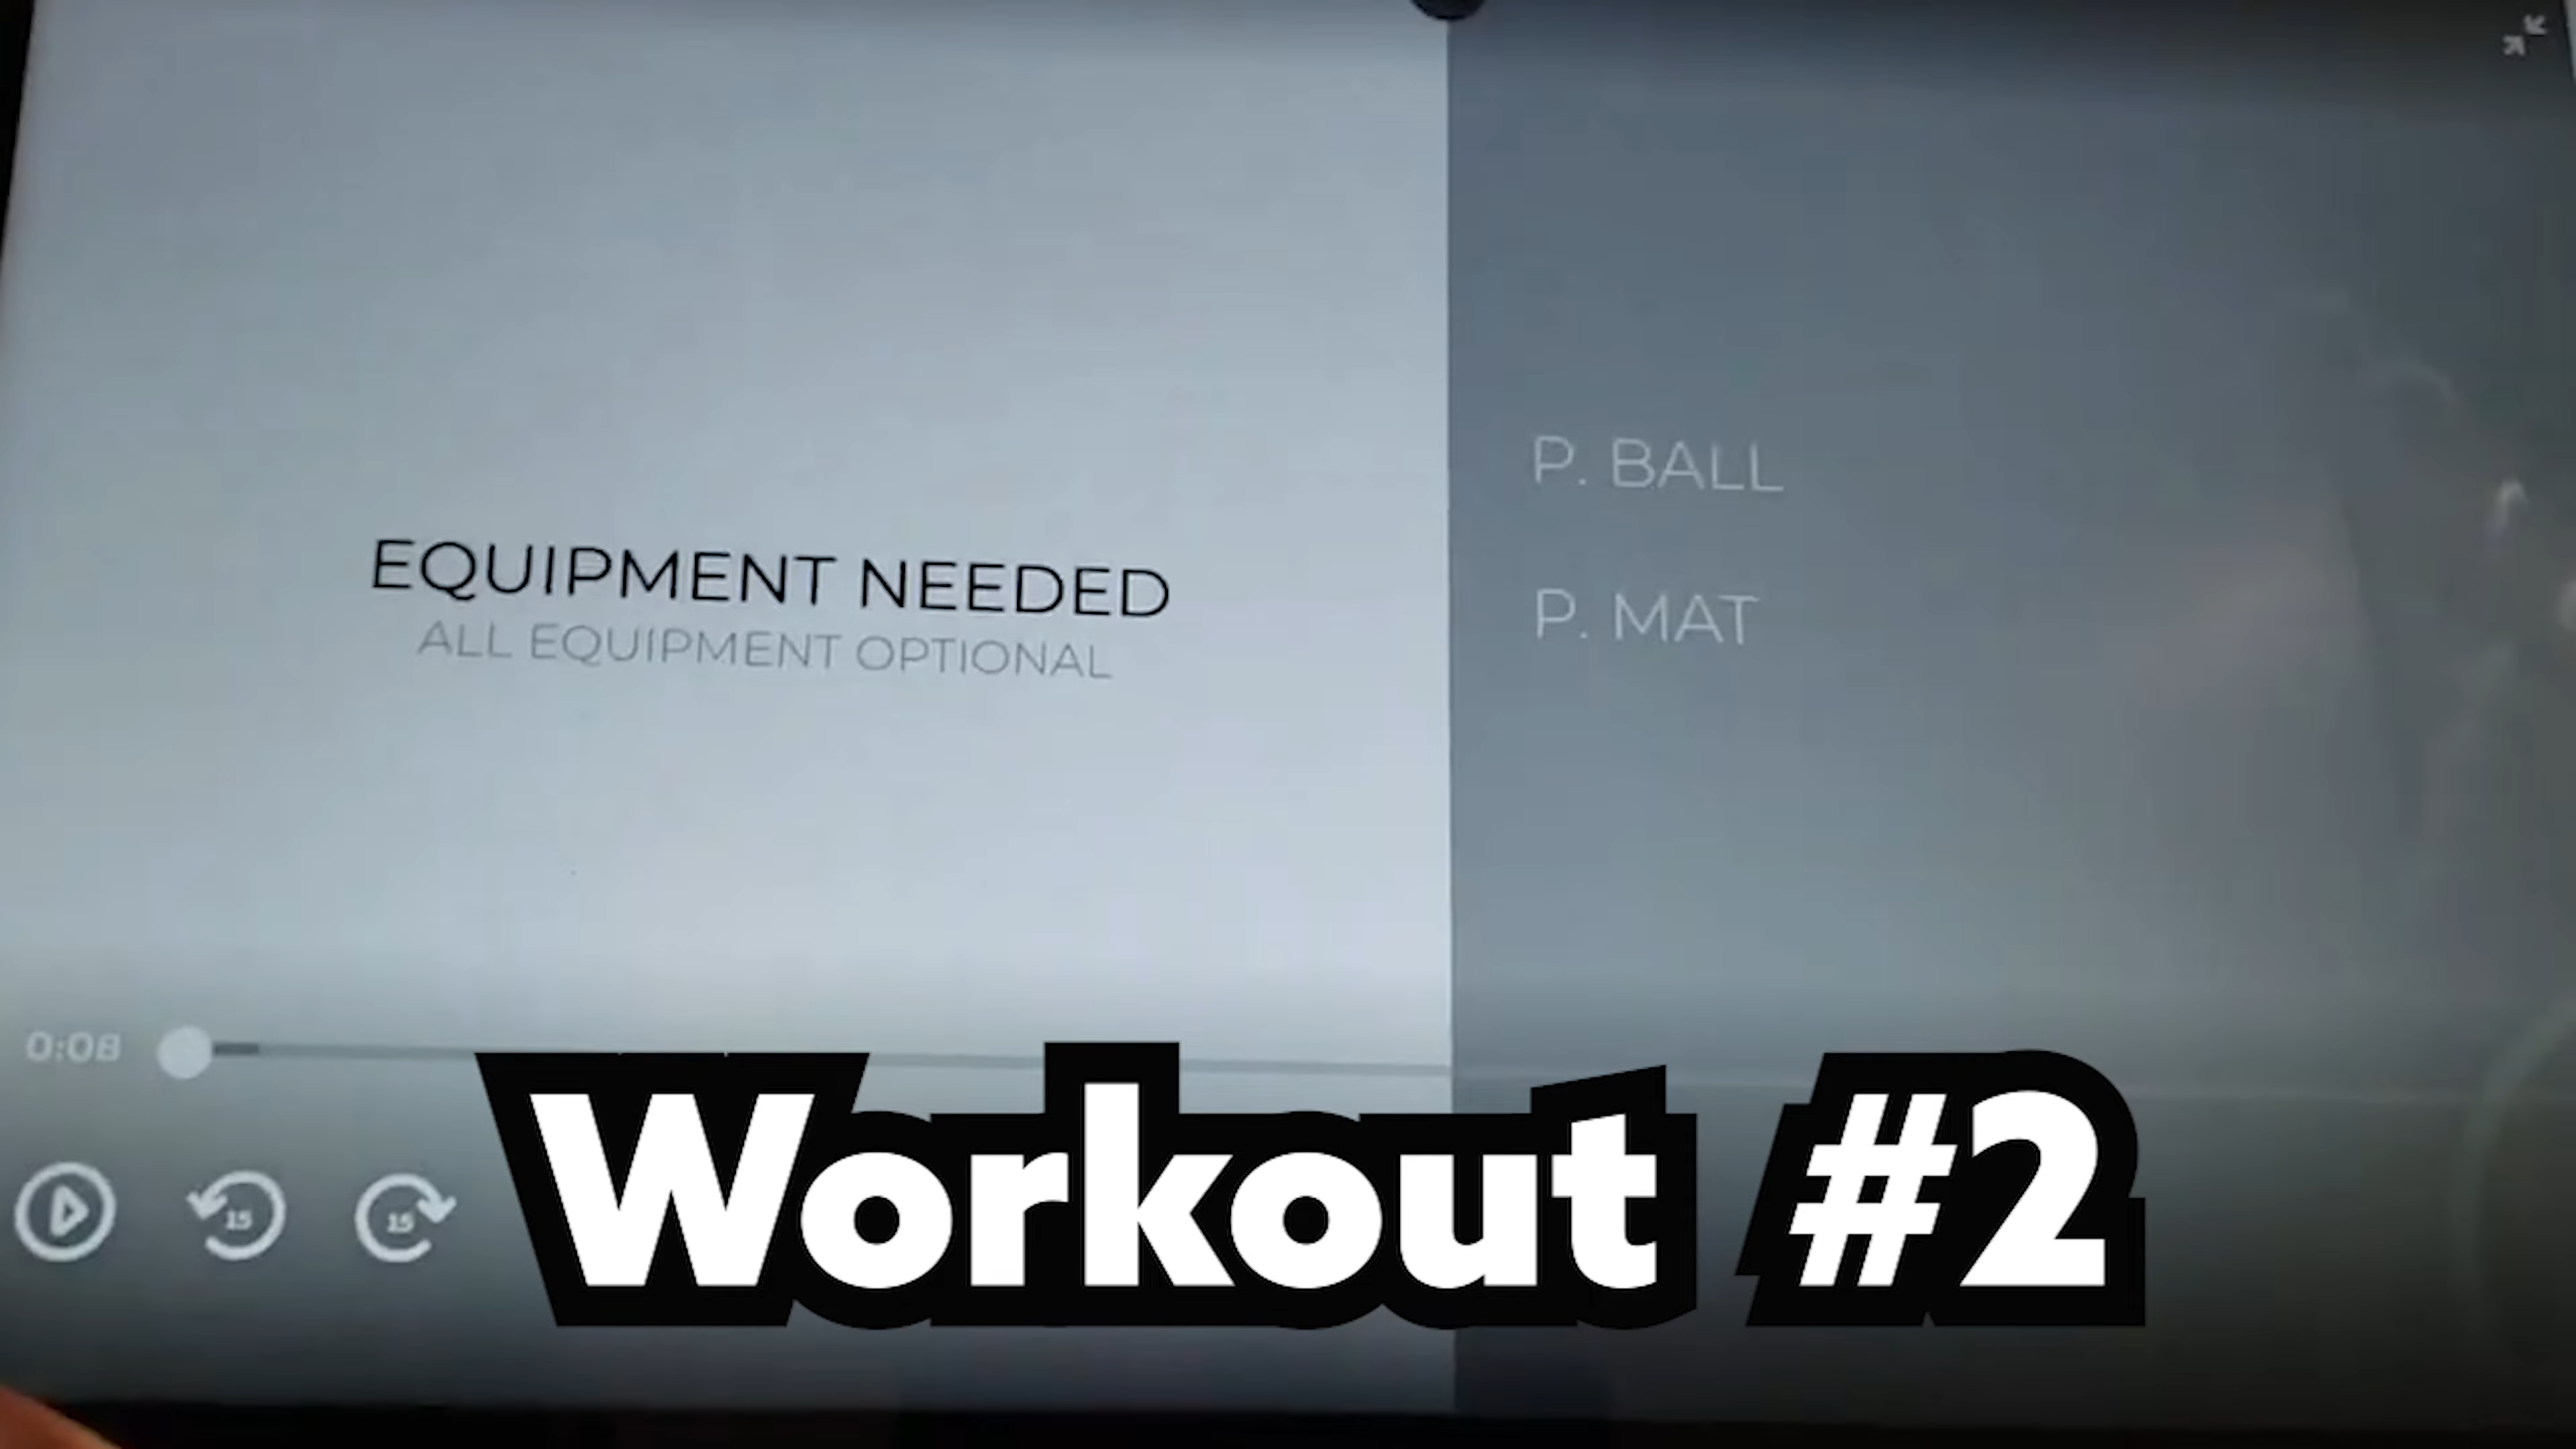 EQUIPMENT NEEDED
ALL EQUIPMENT OPTIONAL
P. BALL
P. MAT
0:08
15
15
Workout #2